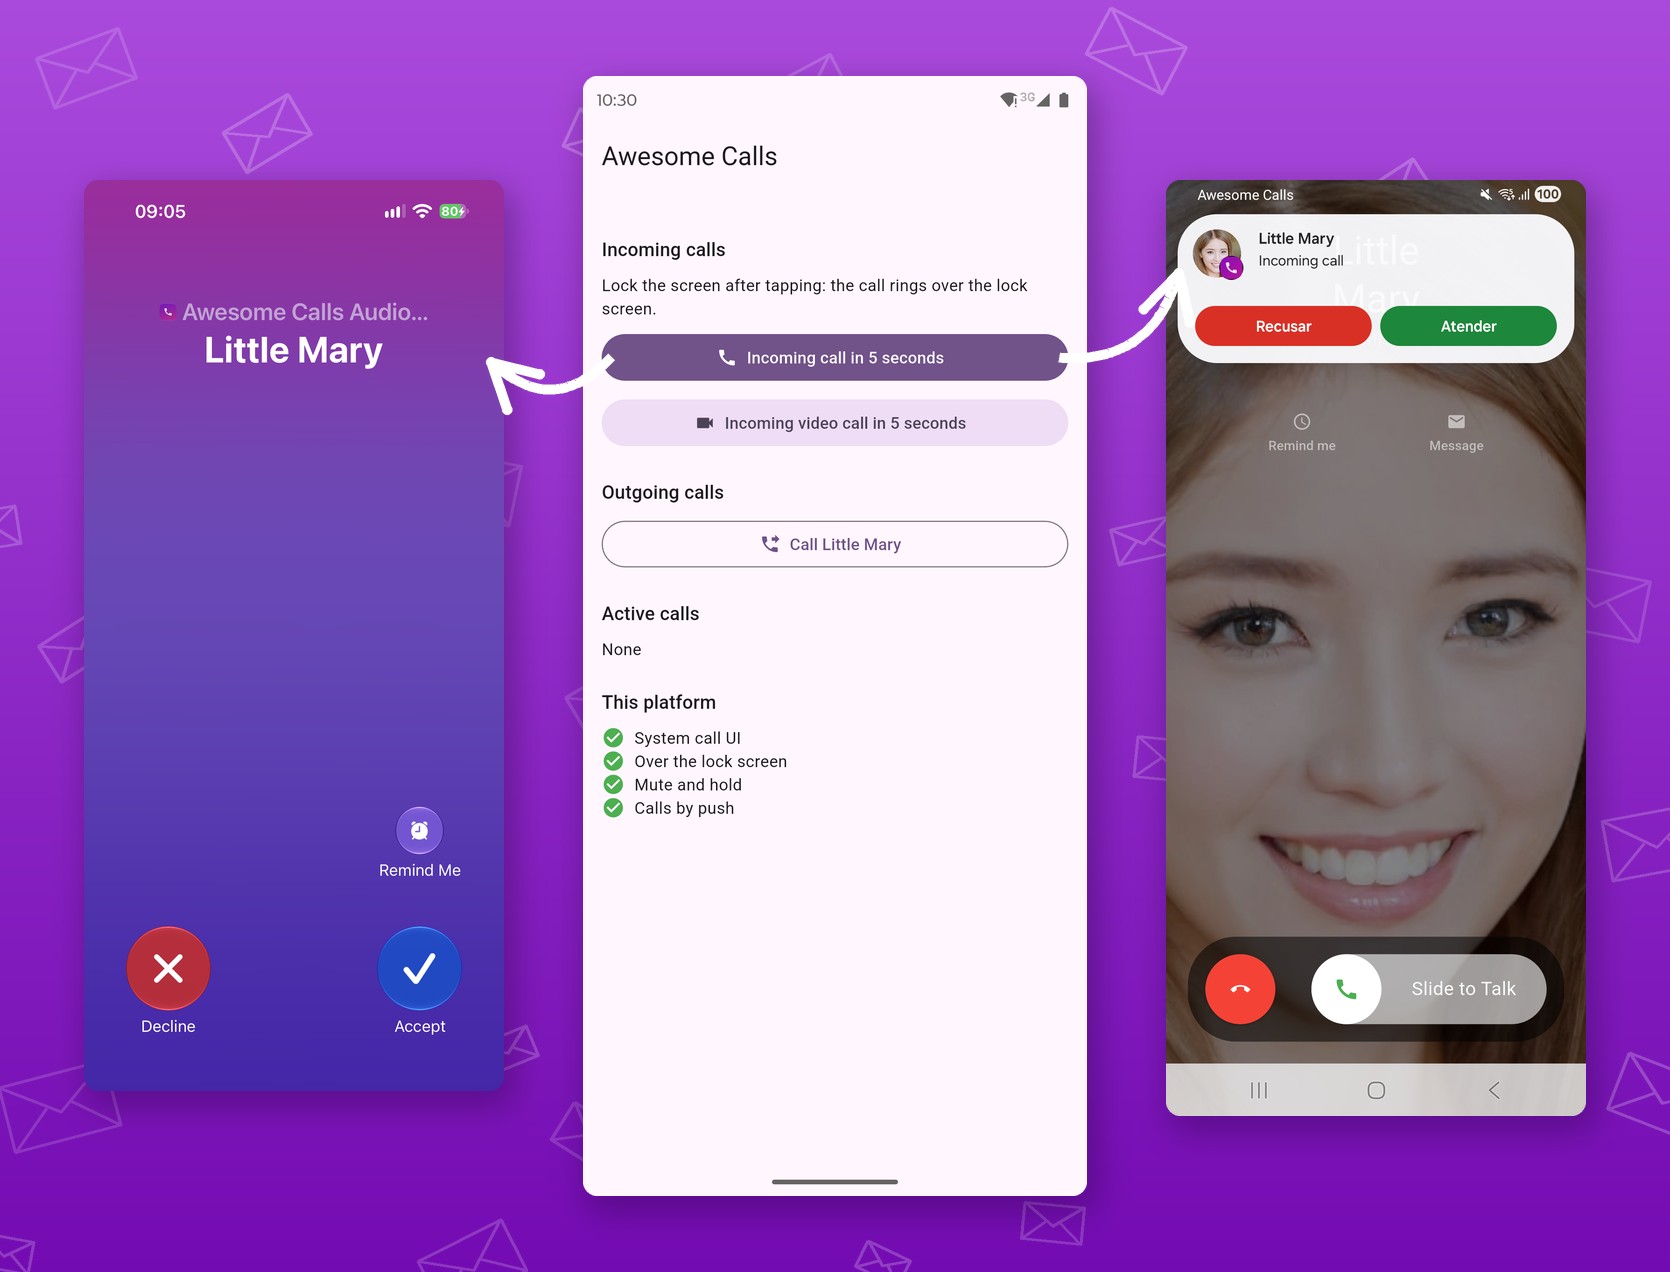 09:05
80
Awesome Calls Audio...
Little Mary
Remind Me
Decline
Accept
10:30
3G
Awesome Calls
Incoming calls
Lock the screen after tapping: the call rings over the lock
screen.
Incoming call in 5 seconds
Incoming video call in 5 seconds
Outgoing calls
Call Little Mary
Active calls
None
This platform
System call UI
Over the lock screen
Mute and hold
Calls by push
Awesome Calls
100
Little Mary
Incoming call
Little
Mary
Recusar
Atender
Remind me
Message
Slide to Talk